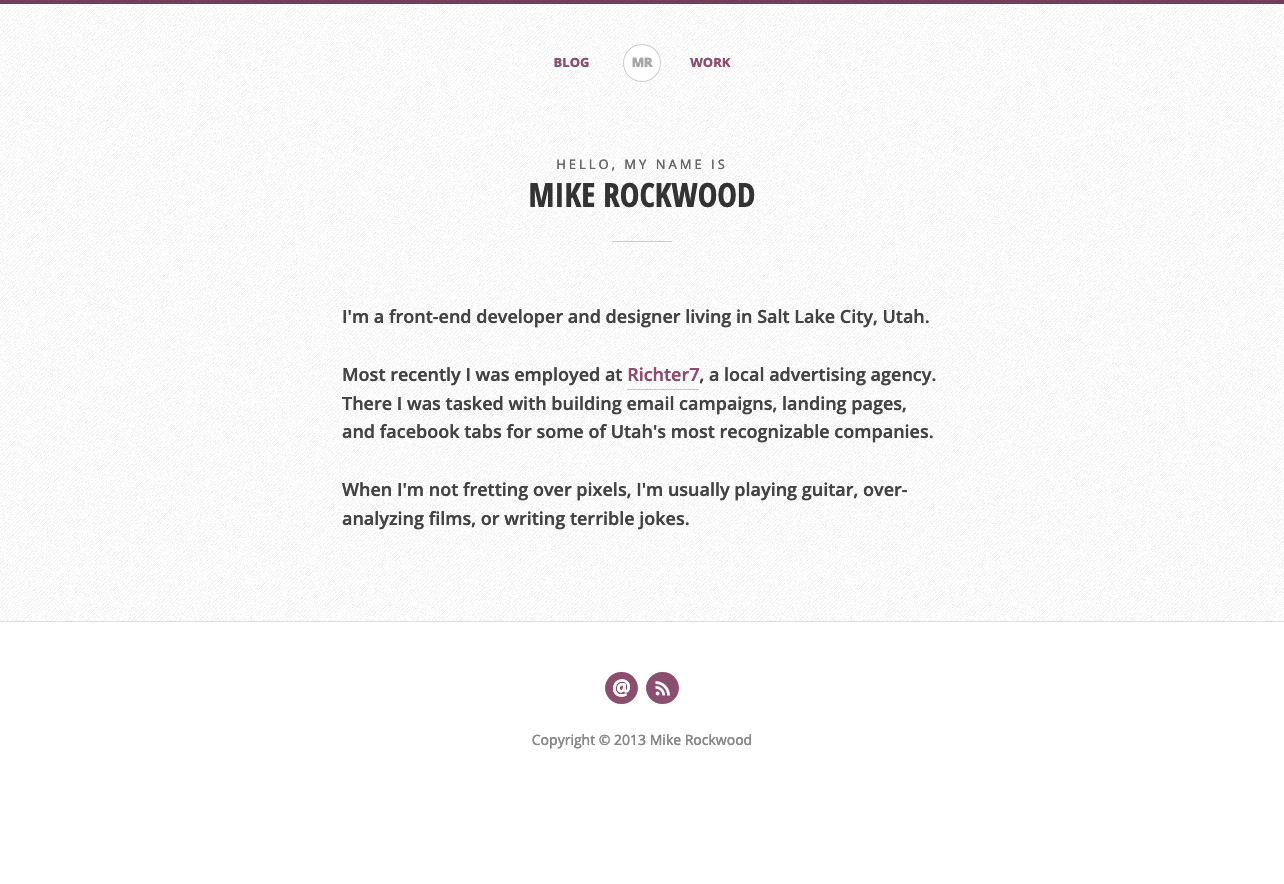 BLOG MR WORK
HELLO, MY NAME IS
MIKE ROCKWOOD
I'm a front-end developer and designer living in Salt Lake City, Utah.
Most recently I was employed at Richter7, a local advertising agency.
There I was tasked with building email campaigns, landing pages,
and facebook tabs for some of Utah's most recognizable companies.
When I'm not fretting over pixels, I'm usually playing guitar, over-
analyzing films, or writing terrible jokes.
@
Copyright © 2013 Mike Rockwood